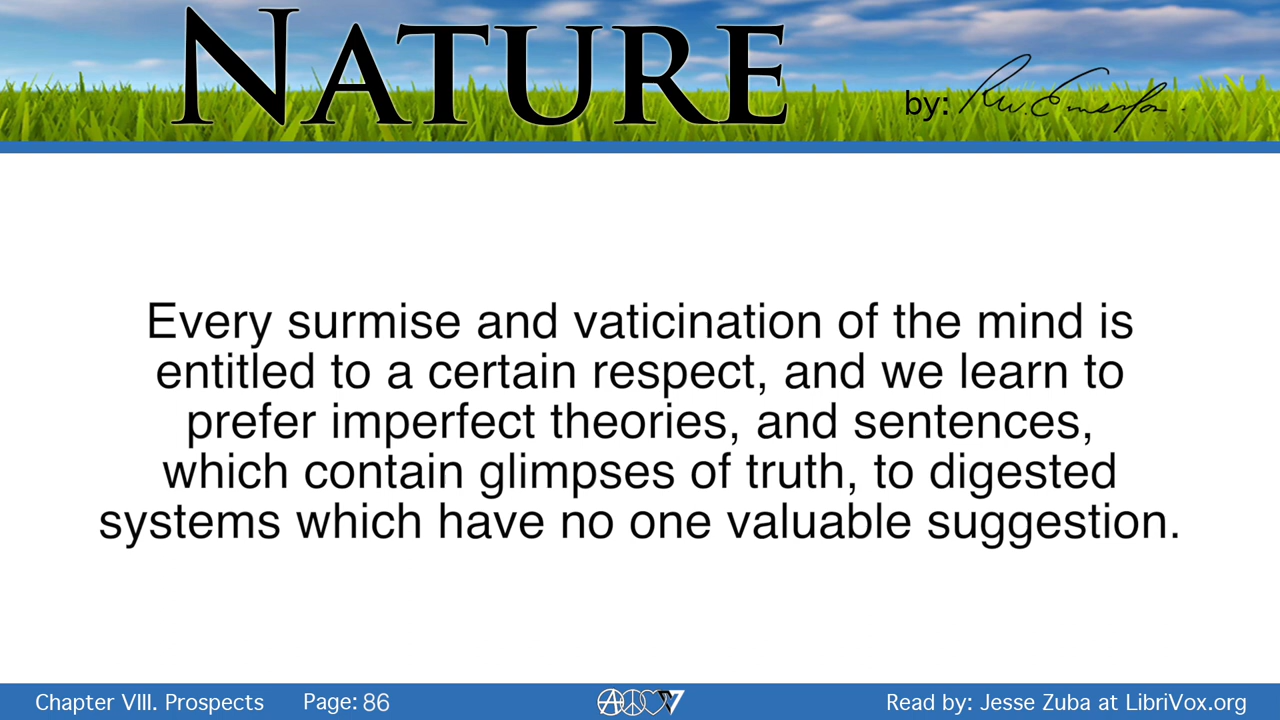 NATURE
by: R.W. Emerson.
Every surmise and vaticination of the mind is
entitled to a certain respect, and we learn to
prefer imperfect theories, and sentences,
which contain glimpses of truth, to digested
systems which have no one valuable suggestion.
Chapter VIII. Prospects Page: 86 Read by: Jesse Zuba at LibriVox.org